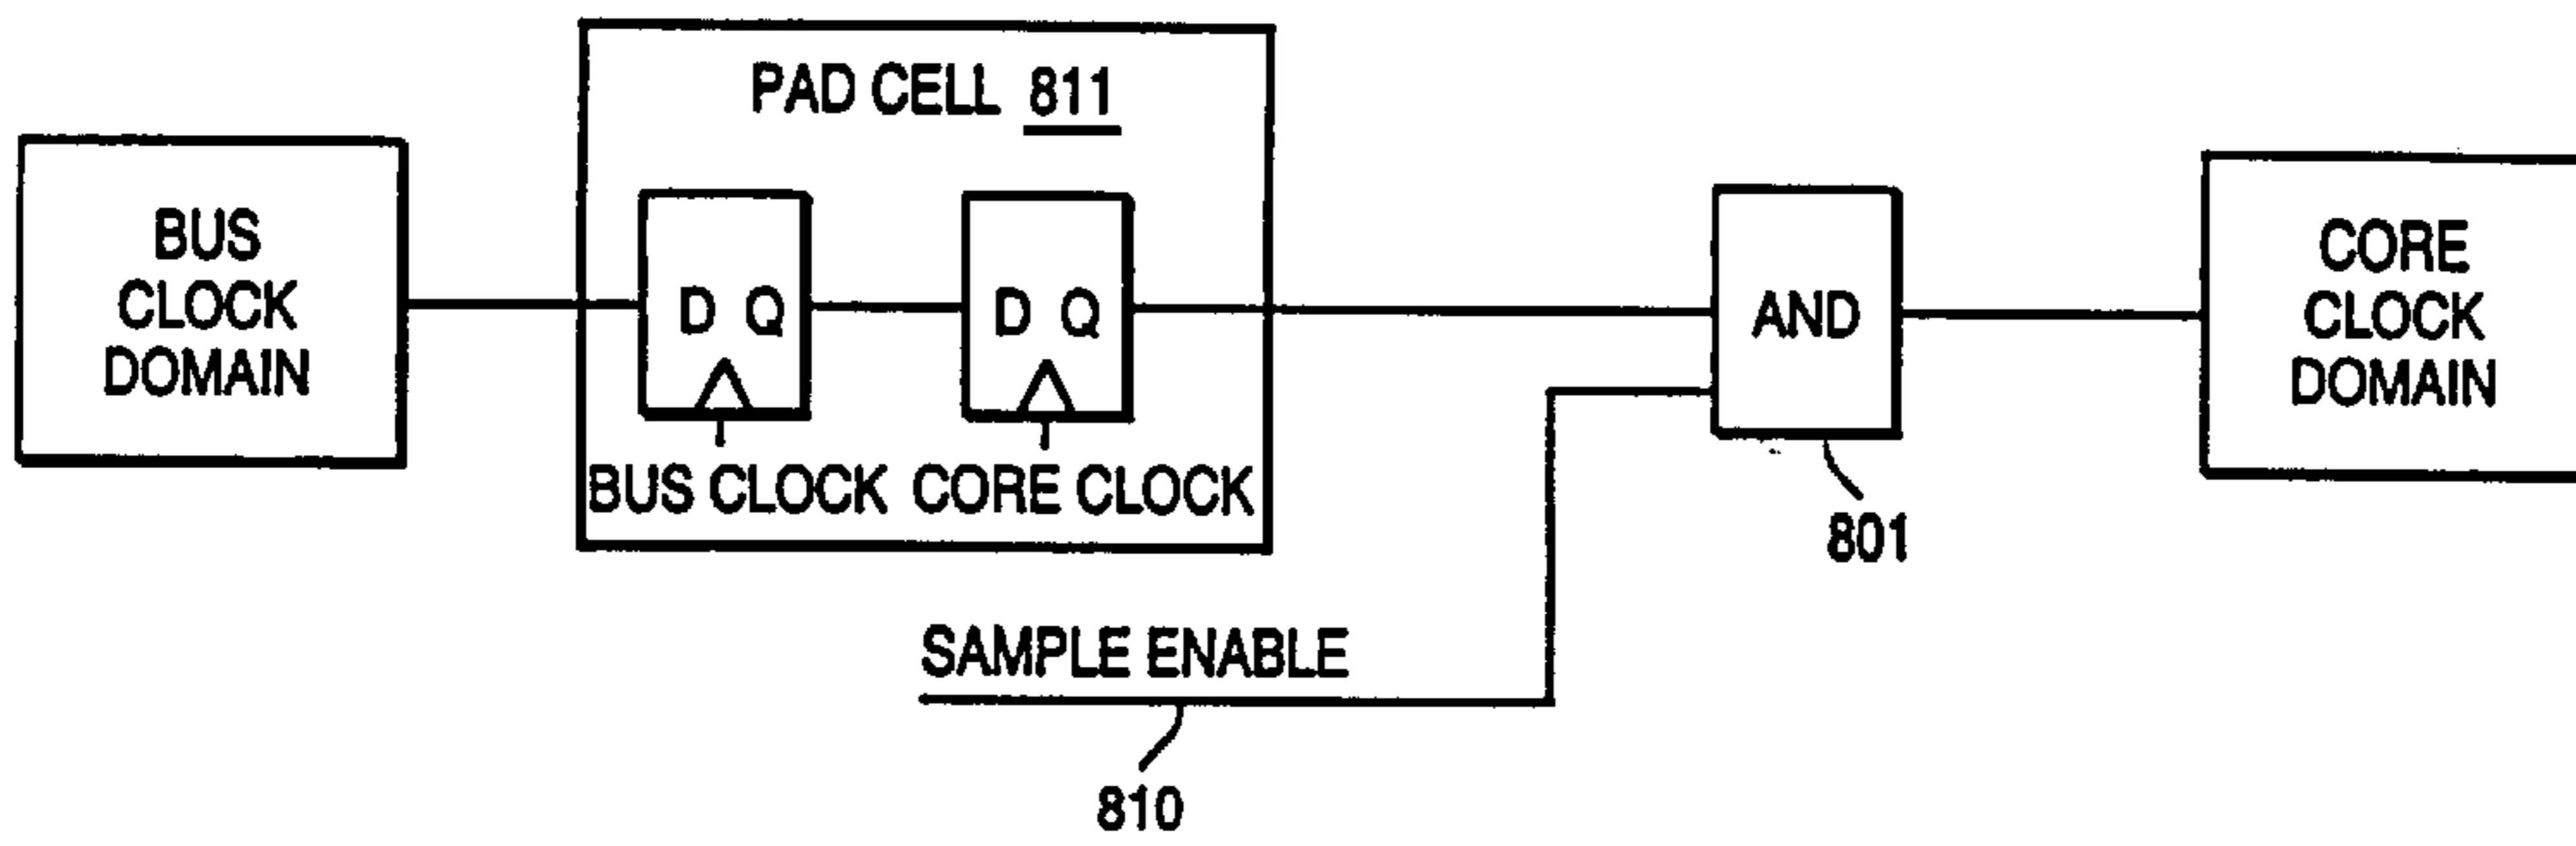 PAD CELL 811
BUS
CLOCK
DOMAIN
D Q
D Q
BUS CLOCK
CORE CLOCK
AND
801
CORE
CLOCK
DOMAIN
SAMPLE ENABLE
810